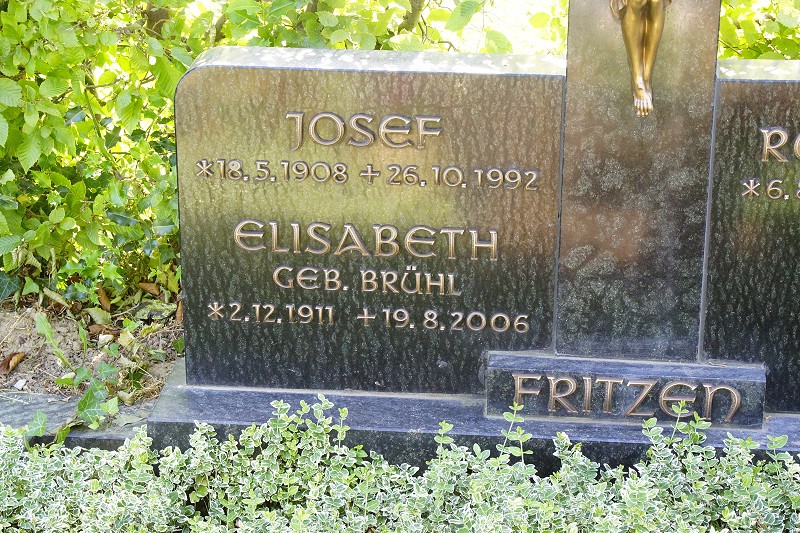 JOSEF
*18.5.1908 +26.10.1992
ELISABETH
GEB. BRÜHL
*2.12.1911 +19.8.2006
FRITZEN